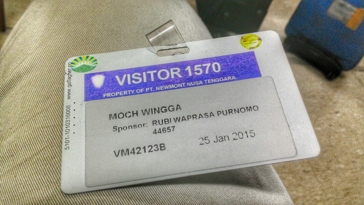 VISITOR 1570
PROPERTY OF PT. NEWMONT NUSA TENGGARA
MOCH WINGGA
Sponsor: RUBI WAPRASA PURNOMO
44657
VM42123B
25 Jan 2015